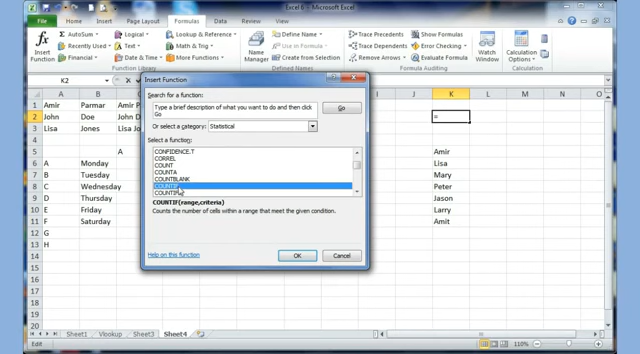 Excel 6 - Microsoft Excel
File Home Insert Page Layout Formulas Data Review View
fx Insert Function
AutoSum
Recently Used
Financial
Logical
Text
Date & Time
Lookup & Reference
Math & Trig
More Functions
Name Manager
Define Name
Use in Formula
Create from Selection
Trace Precedents
Trace Dependents
Remove Arrows
Show Formulas
Error Checking
Evaluate Formula
Watch Window
Calculation Options
Function Library
Defined Names
Formula Auditing
Calculation
K2
=
A B C I J K L M N O
1 Amir Parmar Amir P
2 John Doe John D =
3 Lisa Jones Lisa Jo
4
5 A Amir
6 A Monday Lisa
7 B Tuesday Mary
8 C Wednesday Peter
9 D Thursday Jason
10 E Friday Larry
11 F Saturday Amit
12 G
13 H
14
15
16
17
18
19
20
Insert Function
Search for a function:
Type a brief description of what you want to do and then click
Go
Go
Or select a category: Statistical
Select a function:
CONFIDENCE.T
CORREL
COUNT
COUNTA
COUNTBLANK
COUNTIF
COUNTIFS
COUNTIF(range,criteria)
Counts the number of cells within a range that meet the given condition.
Help on this function
OK
Cancel
Sheet1 Vlookup Sheet3 Sheet4
Edit
110%